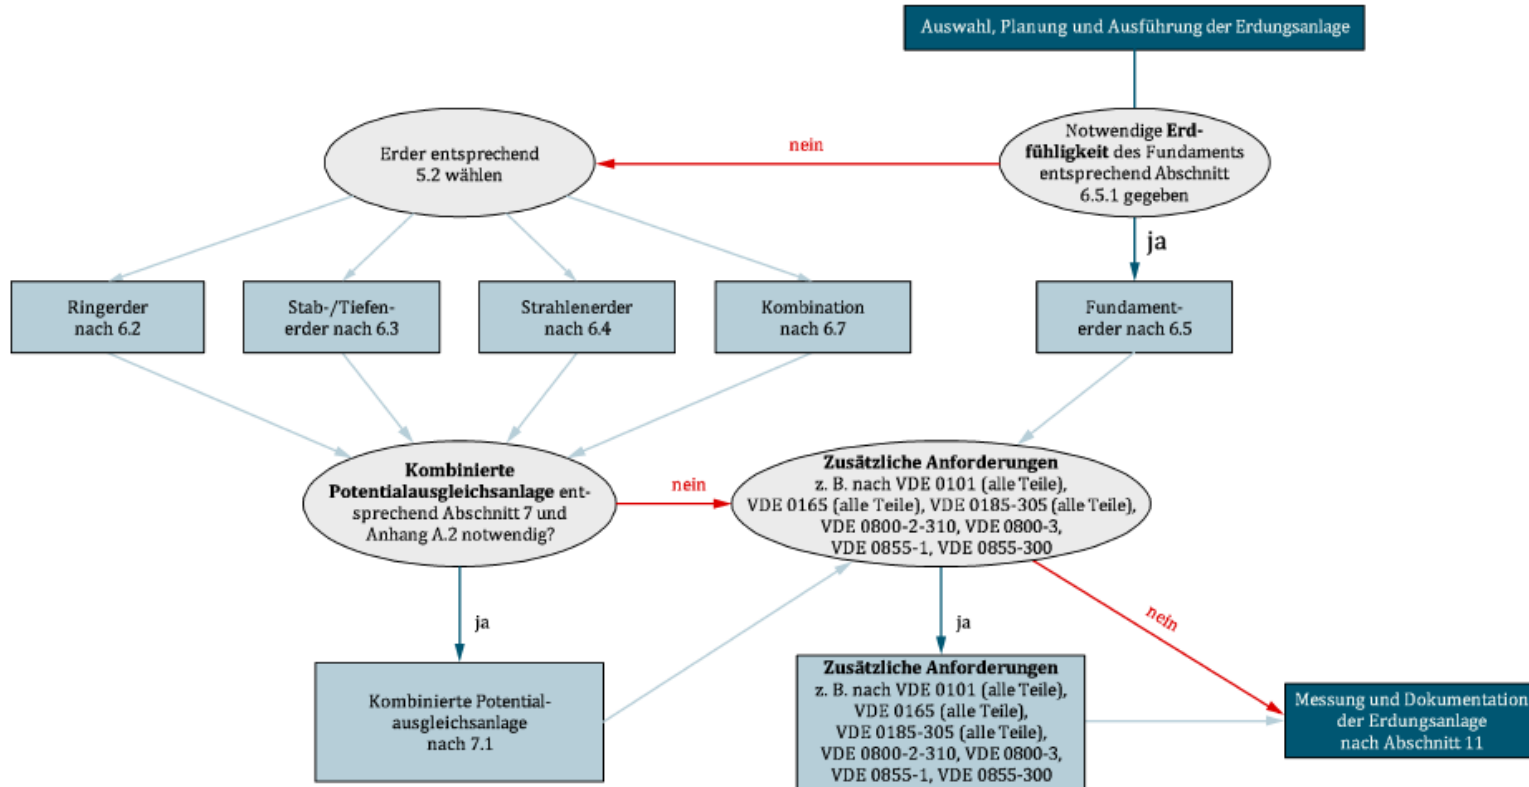 Auswahl, Planung und Ausführung der Erdungsanlage
Notwendige Erd-
fühligkeit des Fundaments
entsprechend Abschnitt
6.5.1 gegeben
nein
Erder entsprechend
5.2 wählen
ja
Ringerder
nach 6.2
Stab-/Tiefen-
erder nach 6.3
Strahlenerder
nach 6.4
Kombination
nach 6.7
Fundament-
erder nach 6.5
Kombinierte
Potentialausgleichsanlage ent-
sprechend Abschnitt 7 und
Anhang A.2 notwendig?
nein
Zusätzliche Anforderungen
z. B. nach VDE 0101 (alle Teile),
VDE 0165 (alle Teile), VDE 0185-305 (alle Teile),
VDE 0800-2-310, VDE 0800-3,
VDE 0855-1, VDE 0855-300
ja
ja
nein
Kombinierte Potential-
ausgleichsanlage
nach 7.1
Zusätzliche Anforderungen
z. B. nach VDE 0101 (alle Teile),
VDE 0165 (alle Teile),
VDE 0185-305 (alle Teile),
VDE 0800-2-310, VDE 0800-3,
VDE 0855-1, VDE 0855-300
Messung und Dokumentation
der Erdungsanlage
nach Abschnitt 11